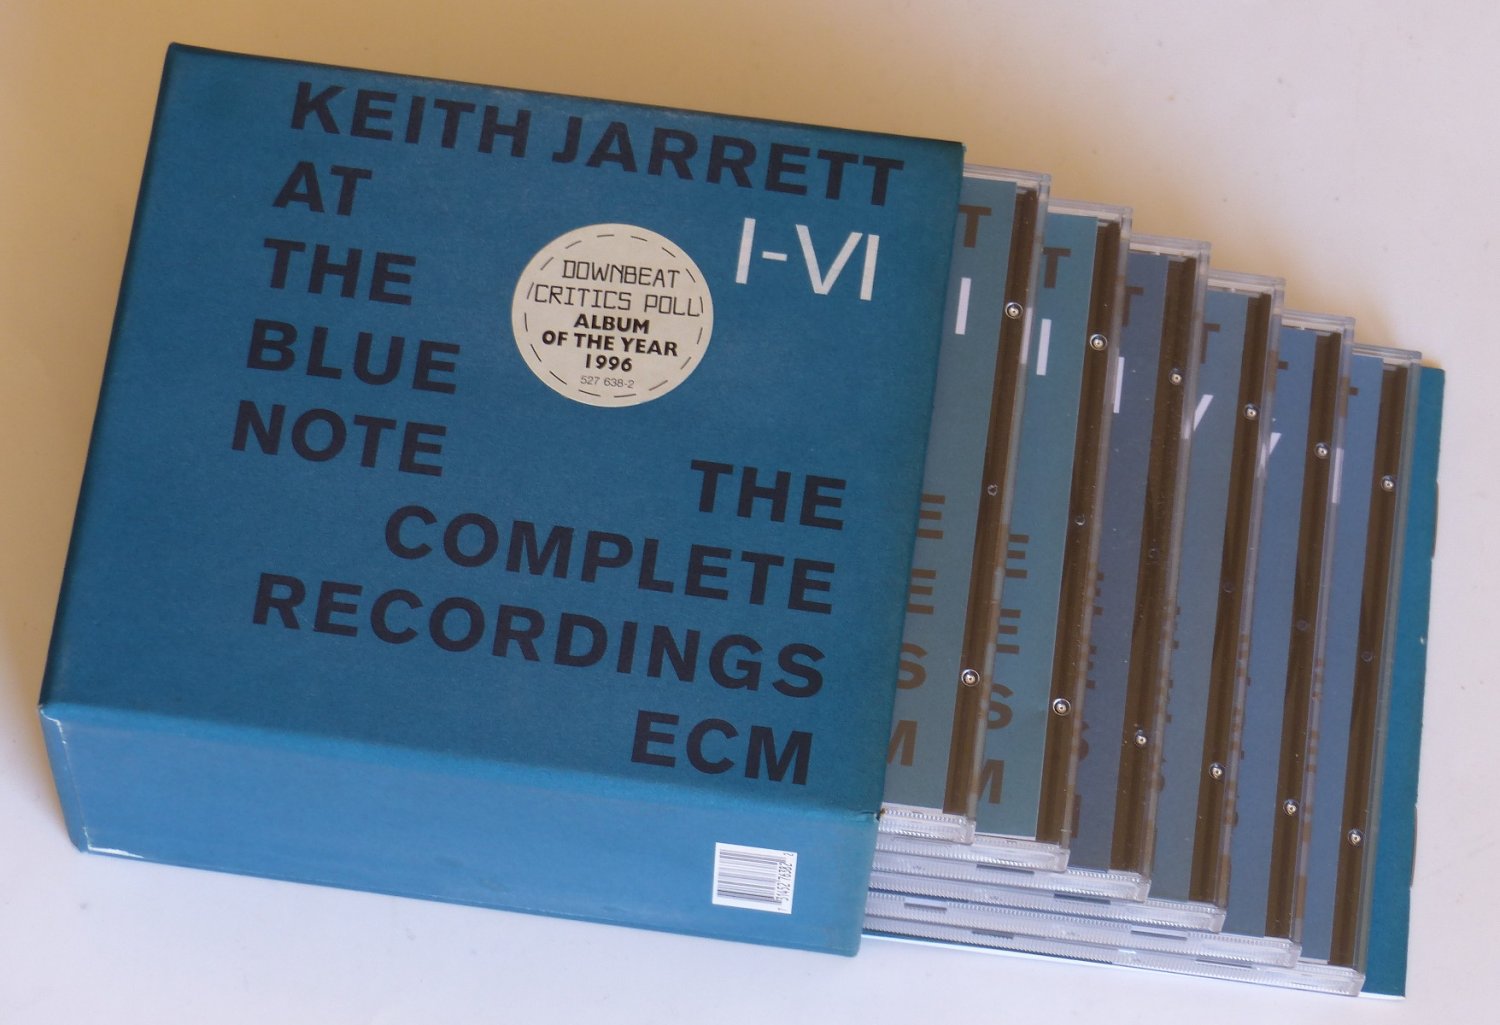 KEITH JARRETT
AT
I-VI
THE
BLUE
NOTE
DOWNBEAT
CRITICS POLL
ALBUM
OF THE YEAR
1996
527 638-2
THE
COMPLETE
RECORDINGS
ECM
T
I
E
E
S
M
T
II
E
E
S
M